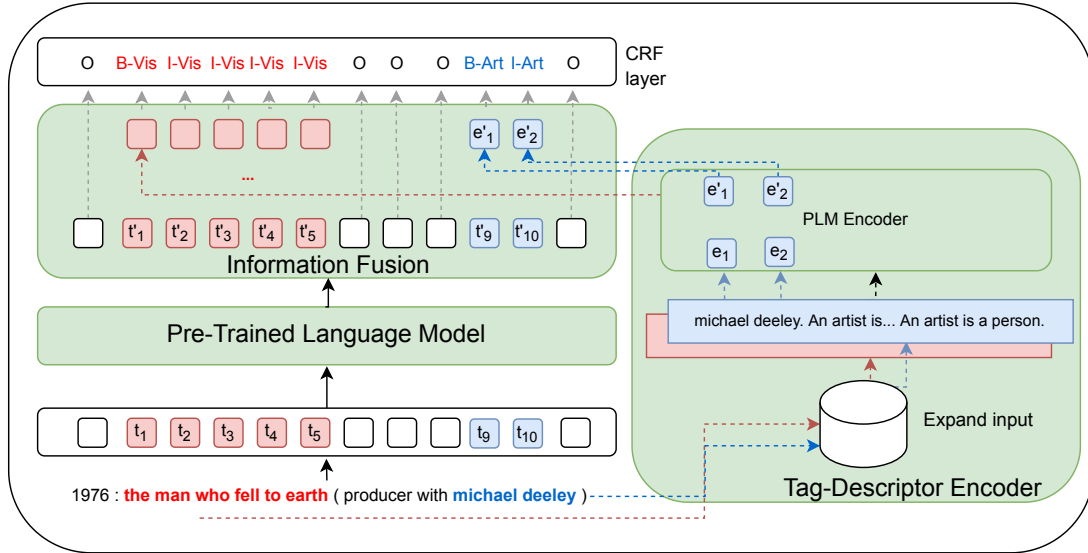 O B-Vis I-Vis I-Vis I-Vis I-Vis O O O B-Art I-Art O
CRF layer
e'1 e'2
...
t'1 t'2 t'3 t'4 t'5 t'9 t'10
Information Fusion
Pre-Trained Language Model
t1 t2 t3 t4 t5 t9 t10
1976 : the man who fell to earth ( producer with michael deeley )
e'1 e'2
PLM Encoder
e1 e2
michael deeley. An artist is... An artist is a person.
Expand input
Tag-Descriptor Encoder